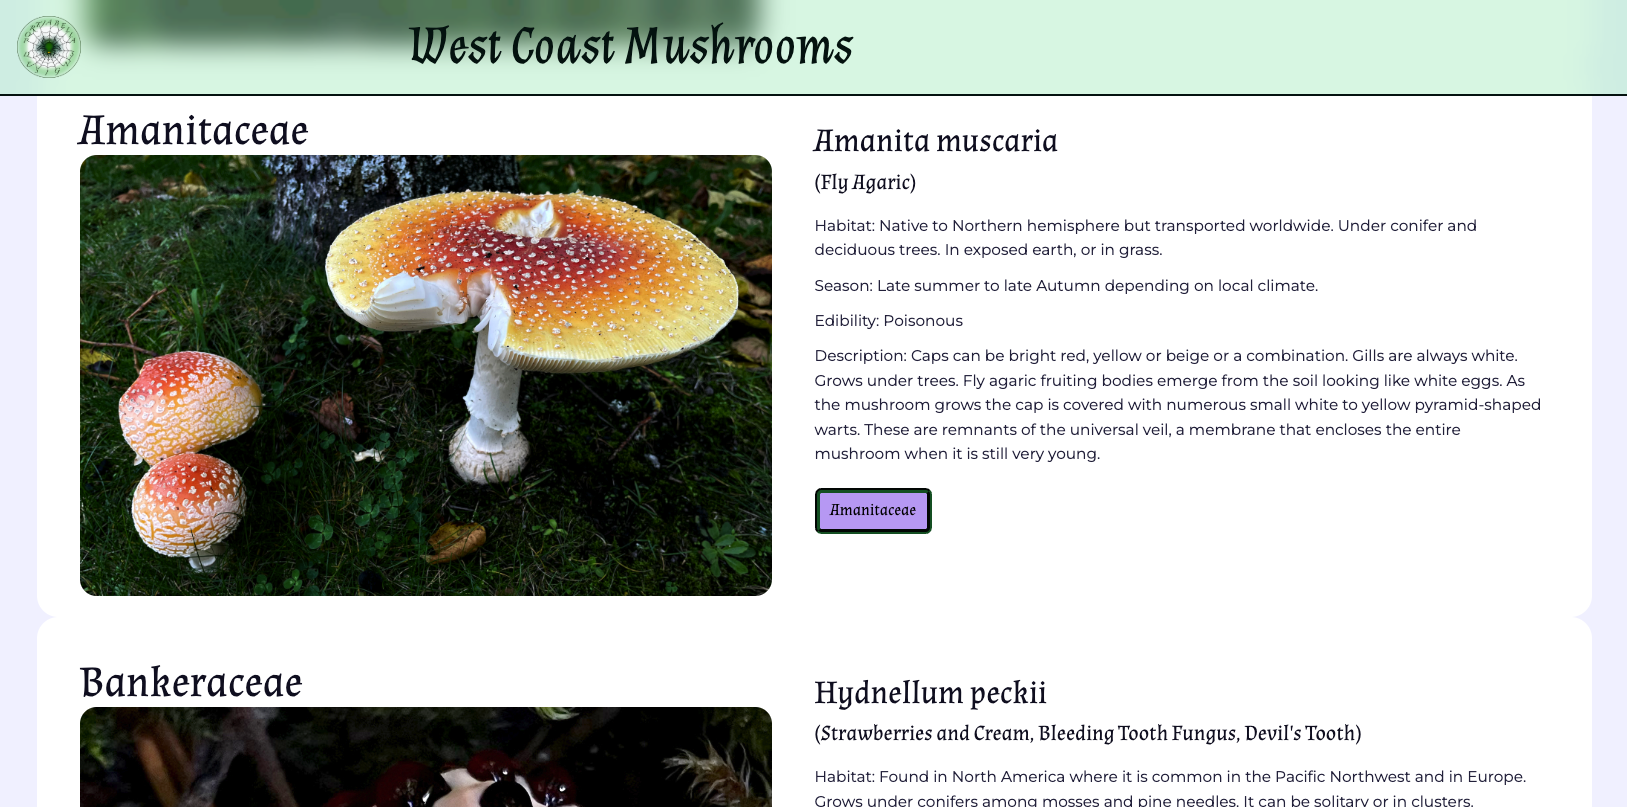 West Coast Mushrooms
Amanitaceae
Amanita muscaria
(Fly Agaric)
Habitat: Native to Northern hemisphere but transported worldwide. Under conifer and
deciduous trees. In exposed earth, or in grass.
Season: Late summer to late Autumn depending on local climate.
Edibility: Poisonous
Description: Caps can be bright red, yellow or beige or a combination. Gills are always white.
Grows under trees. Fly agaric fruiting bodies emerge from the soil looking like white eggs. As
the mushroom grows the cap is covered with numerous small white to yellow pyramid-shaped
warts. These are remnants of the universal veil, a membrane that encloses the entire
mushroom when it is still very young.
Amanitaceae
Bankeraceae
Hydnellum peckii
(Strawberries and Cream, Bleeding Tooth Fungus, Devil's Tooth)
Habitat: Found in North America where it is common in the Pacific Northwest and in Europe.
Grows under conifers among mosses and pine needles. It can be solitary or in clusters.